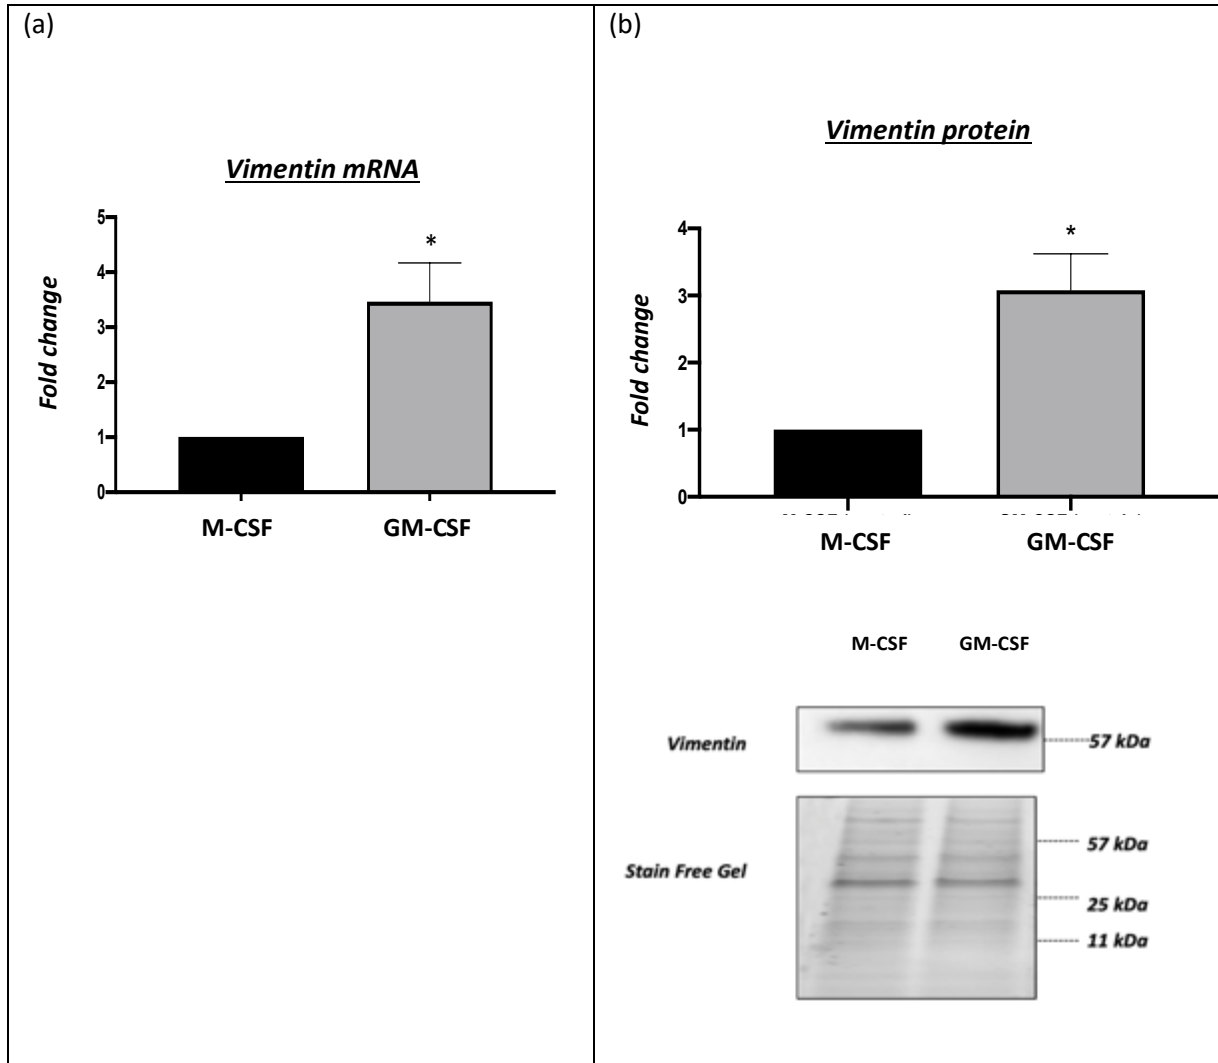 (a)
Vimentin mRNA
Fold change
5
4
3
2
1
0
*
M-CSF
GM-CSF
(b)
Vimentin protein
Fold change
4
3
2
1
0
*
M-CSF
GM-CSF
M-CSF GM-CSF
Vimentin
57 kDa
Stain Free Gel
57 kDa
25 kDa
11 kDa